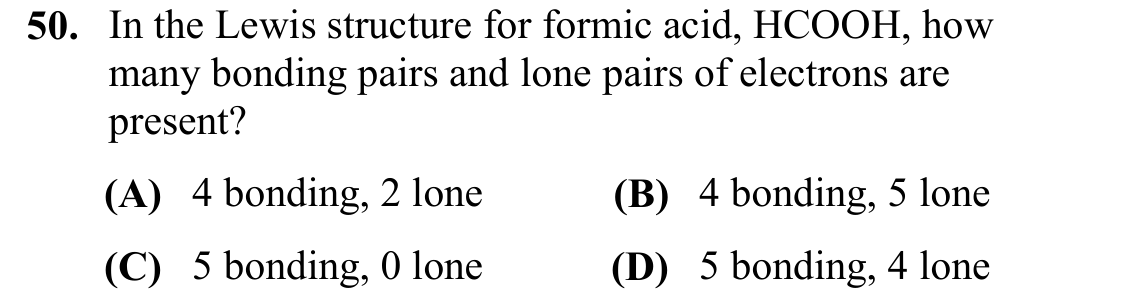 50. In the Lewis structure for formic acid, HCOOH, how
many bonding pairs and lone pairs of electrons are
present?
(A) 4 bonding, 2 lone (B) 4 bonding, 5 lone
(C) 5 bonding, 0 lone (D) 5 bonding, 4 lone